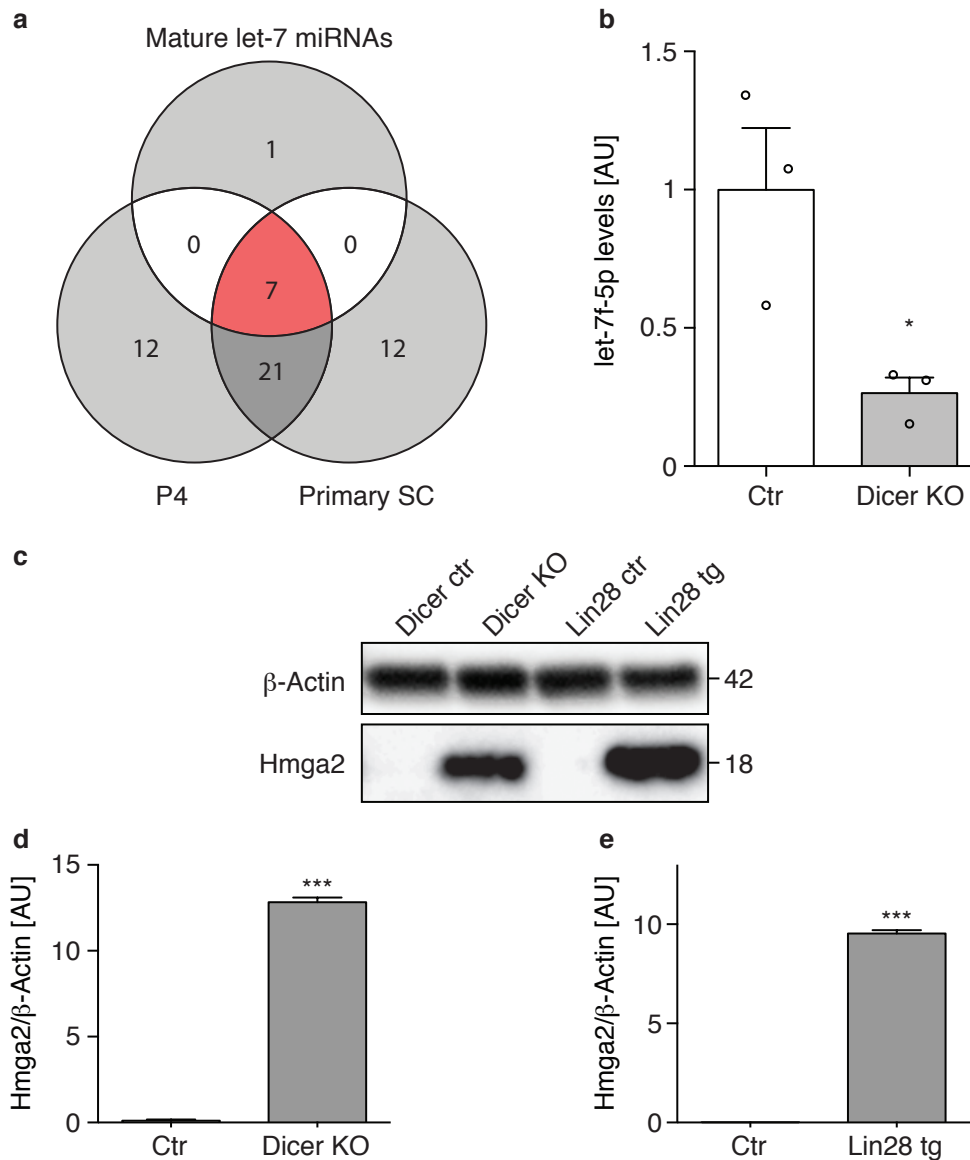 a
Mature let-7 miRNAs
1
0
0
7
12
21
12
P4
Primary SC
b
let-7f-5p levels [AU]
1.5
1
0.5
0
*
Ctr
Dicer KO
c
Dicer ctr
Dicer KO
Lin28 ctr
Lin28 tg
β-Actin
42
Hmga2
18
d
Hmga2/β-Actin [AU]
15
10
5
0
***
Ctr
Dicer KO
e
Hmga2/β-Actin [AU]
10
5
0
***
Ctr
Lin28 tg